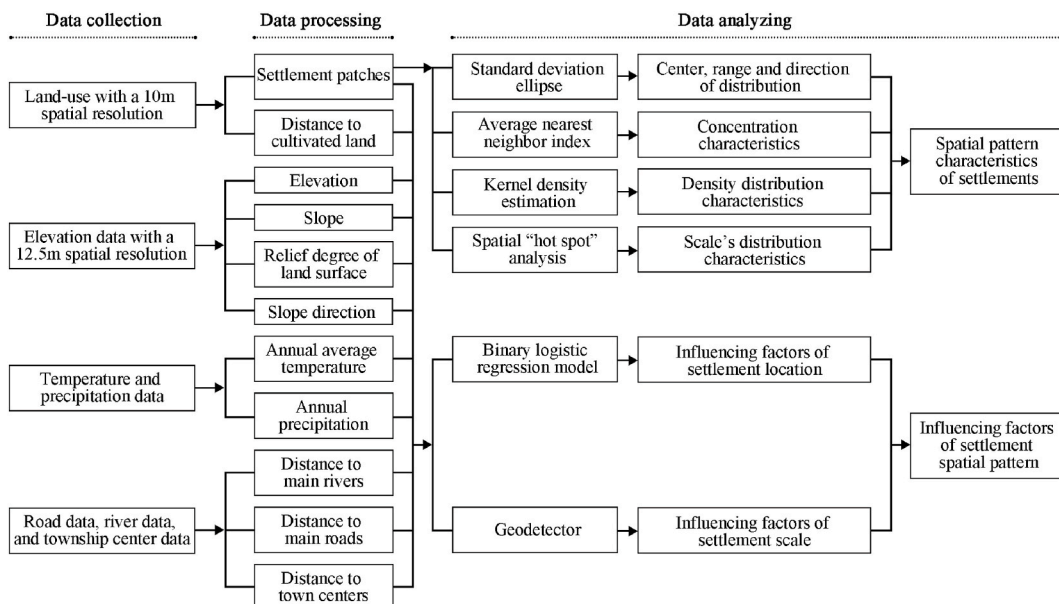 Data collection
Data processing
Data analyzing
Land-use with a 10m
spatial resolution
Elevation data with a
12.5m spatial resolution
Temperature and
precipitation data
Road data, river data,
and township center data
Settlement patches
Distance to
cultivated land
Elevation
Slope
Relief degree of
land surface
Slope direction
Annual average
temperature
Annual
precipitation
Distance to
main rivers
Distance to
main roads
Distance to
town centers
Standard deviation
ellipse
Average nearest
neighbor index
Kernel density
estimation
Spatial “hot spot”
analysis
Binary logistic
regression model
Geodetector
Center, range and direction
of distribution
Concentration
characteristics
Density distribution
characteristics
Scale’s distribution
characteristics
Influencing factors of
settlement location
Influencing factors of
settlement scale
Spatial pattern
characteristics
of settlements
Influencing factors
of settlement
spatial pattern